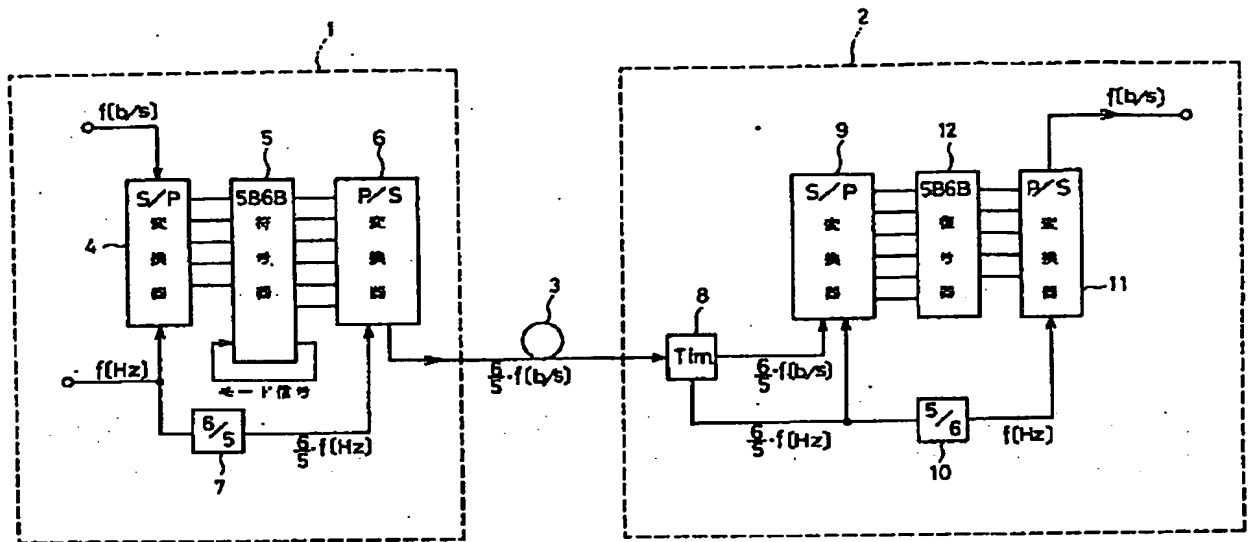 1
2
f(b/s)
f(b/s)
5
6
9
12
S/P
変
換
器
5B6B
符
号
器
P/S
変
換
器
S/P
変
換
器
5B6B
復
号
器
P/S
変
換
器
4
11
3
8
Tim
f(Hz)
モード信号
6/5・f(b/s)
6/5・f(b/s)
6/5
6/5・f(Hz)
7
6/5・f(Hz)
5/6
f(Hz)
10